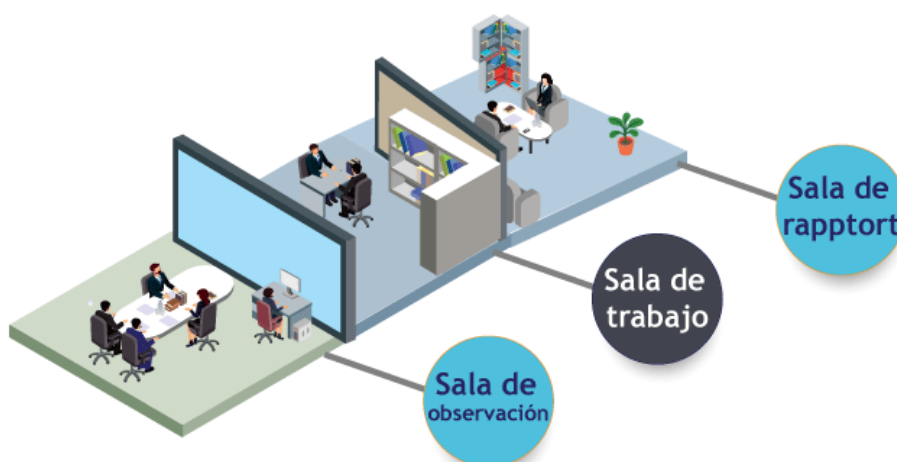 Sala de
rapptort
Sala de
trabajo
Sala de
observación